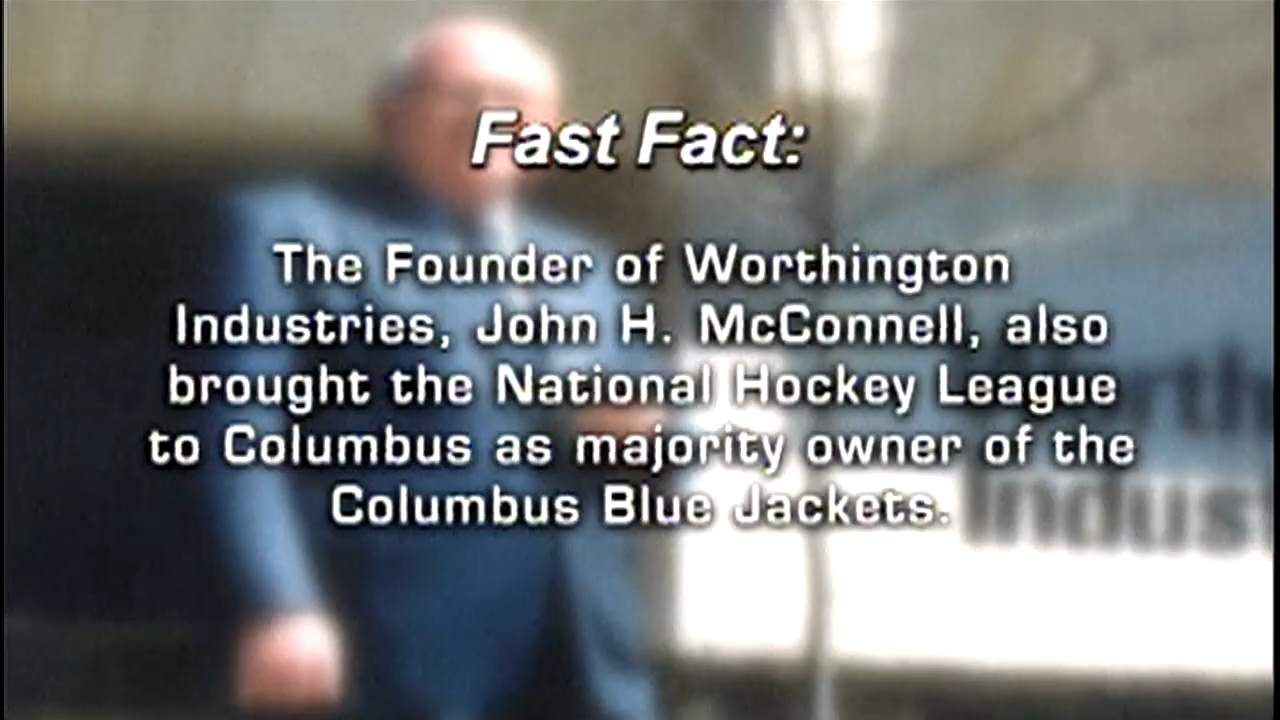 Fast Fact:
The Founder of Worthington
Industries, John H. McConnell, also
brought the National Hockey League
to Columbus as majority owner of the
Columbus Blue Jackets.